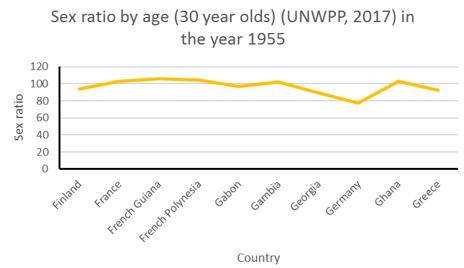 Sex ratio by age (30 year olds) (UNWPP, 2017) in
the year 1955
120
100
80
60
40
20
0
Sex ratio
Finland
France
French Guiana
French Polynesia
Gabon
Gambia
Georgia
Germany
Ghana
Greece
Country